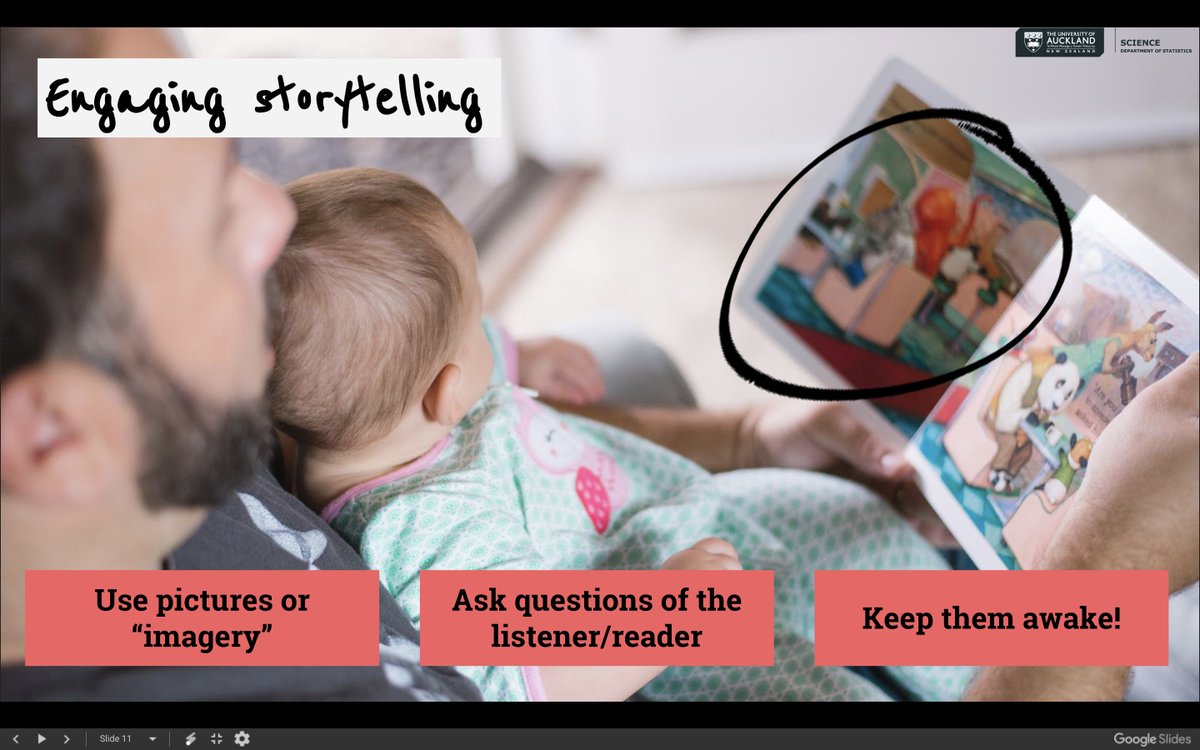 THE UNIVERSITY OF
AUCKLAND
NEW ZEALAND
SCIENCE
DEPARTMENT OF STATISTICS
Engaging storytelling
Use pictures or
“imagery”
Ask questions of the
listener/reader
Keep them awake!
Slide 11
Google Slides